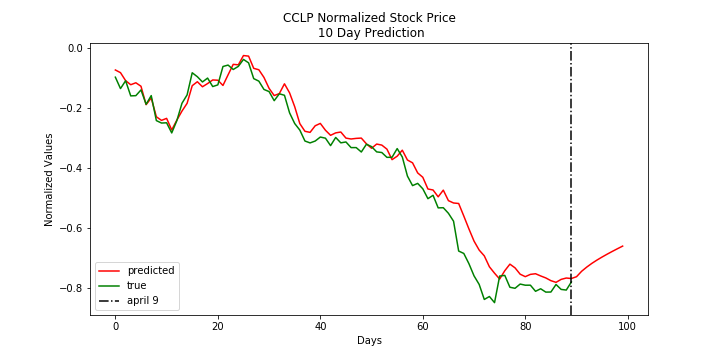 CCLP Normalized Stock Price
10 Day Prediction
Normalized Values
0.0
−0.2
−0.4
−0.6
−0.8
predicted
true
april 9
0
20
40
60
80
100
Days